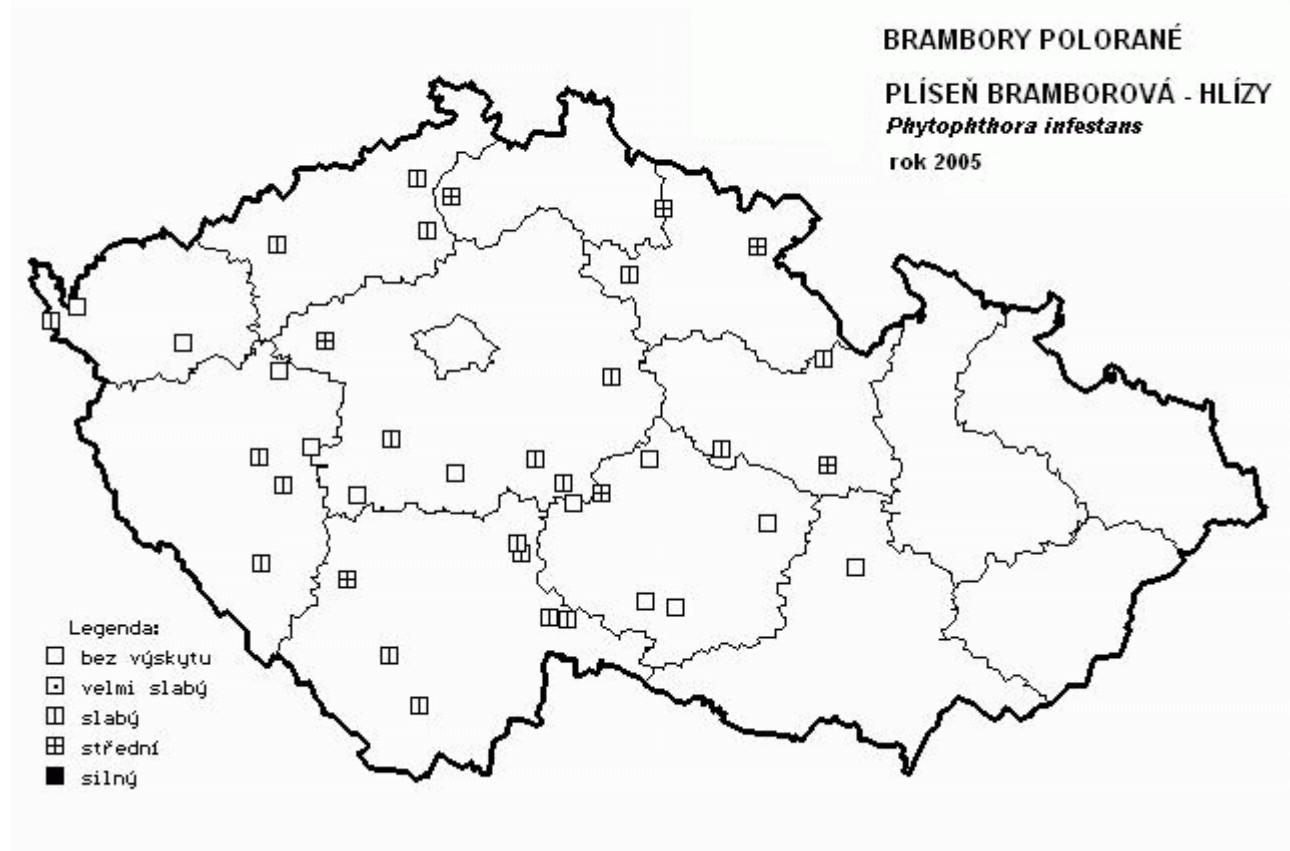 BRAMBORY POLORANÉ
PLÍSEŇ BRAMBOROVÁ - HLÍZY
Phytophthora infestans
rok 2005
Legenda:
bez výskytu
velmi slabý
slabý
střední
silný